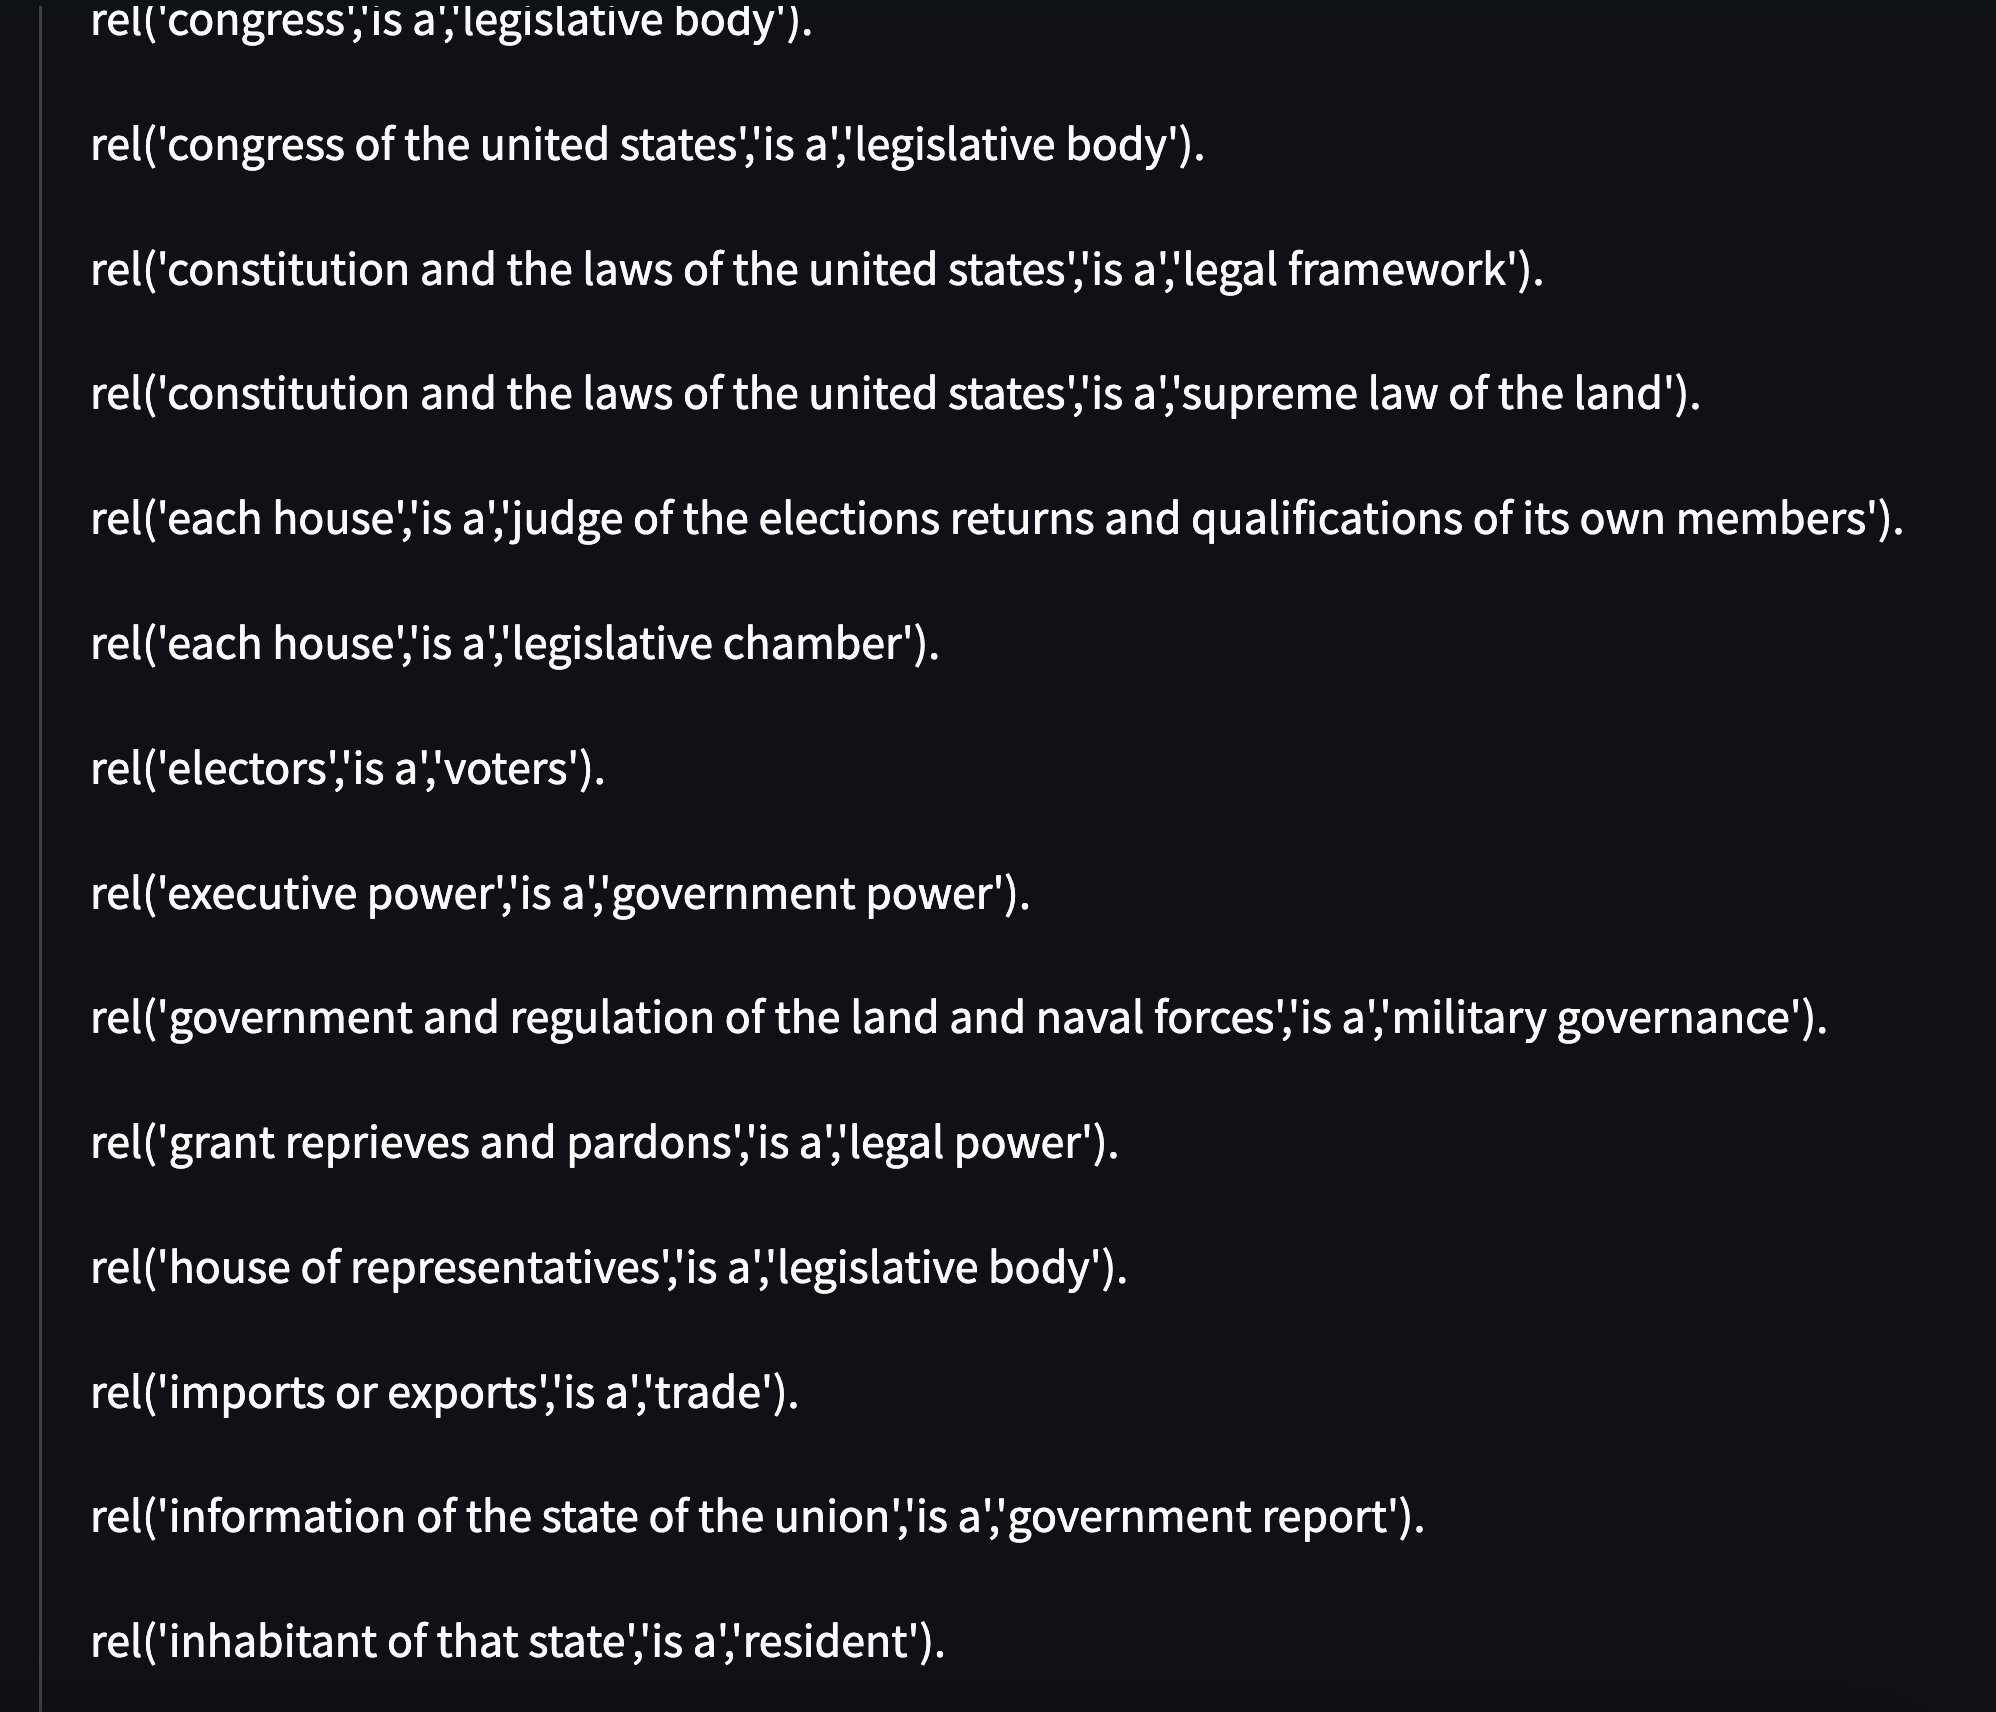 rel('congress','is a','legislative body').
rel('congress of the united states','is a','legislative body').
rel('constitution and the laws of the united states','is a','legal framework').
rel('constitution and the laws of the united states','is a','supreme law of the land').
rel('each house','is a','judge of the elections returns and qualifications of its own members').
rel('each house','is a','legislative chamber').
rel('electors','is a','voters').
rel('executive power','is a','government power').
rel('government and regulation of the land and naval forces','is a','military governance').
rel('grant reprieves and pardons','is a','legal power').
rel('house of representatives','is a','legislative body').
rel('imports or exports','is a','trade').
rel('information of the state of the union','is a','government report').
rel('inhabitant of that state','is a','resident').